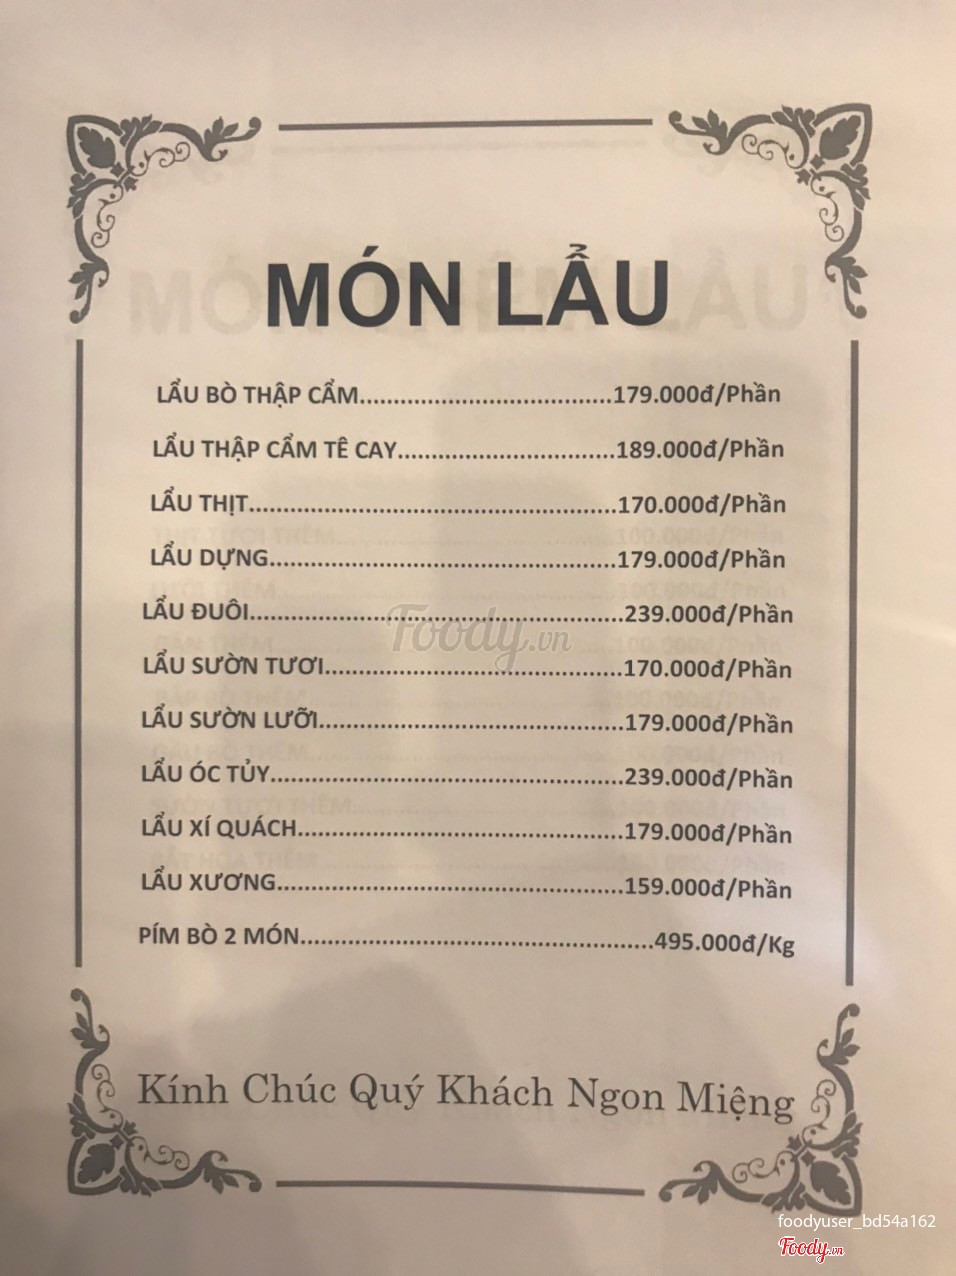 MÓN LẨU
LẨU BÒ THẬP CẨM.....................................179.000đ/Phần
LẨU THẬP CẨM TÊ CAY................................189.000đ/Phần
LẨU THỊT......................................................170.000đ/Phần
LẨU DỰNG...................................................179.000đ/Phần
LẨU ĐUÔI.......................................................239.000đ/Phần
Foody.vn
LẨU SƯỜN TƯƠI............................................170.000đ/Phần
LẨU SƯỜN LƯỠI.............................................179.000đ/Phần
LẨU ÓC TỦY....................................................239.000đ/Phần
LẨU XÍ QUÁCH................................................179.000đ/Phần
LẨU XƯƠNG...................................................159.000đ/Phần
PÍM BÒ 2 MÓN....................................................495.000đ/Kg
Kính Chúc Quý Khách Ngon Miệng
foodyuser_bd54a162
Foody.vn